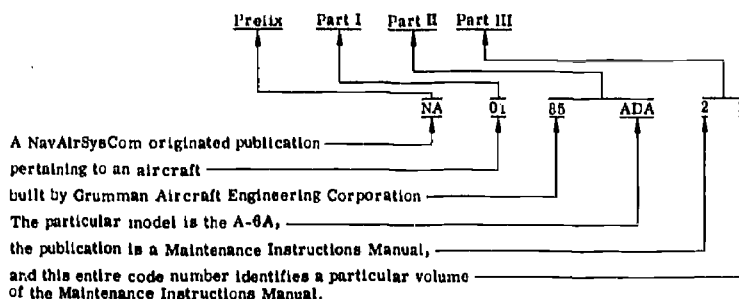 Prefix Part I Part II Part III
NA 01 85 ADA 2
A NavAirSysCom originated publication
pertaining to an aircraft
built by Grumman Aircraft Engineering Corporation
The particular model is the A-6A,
the publication is a Maintenance Instructions Manual,
and this entire code number identifies a particular volume
of the Maintenance Instructions Manual.